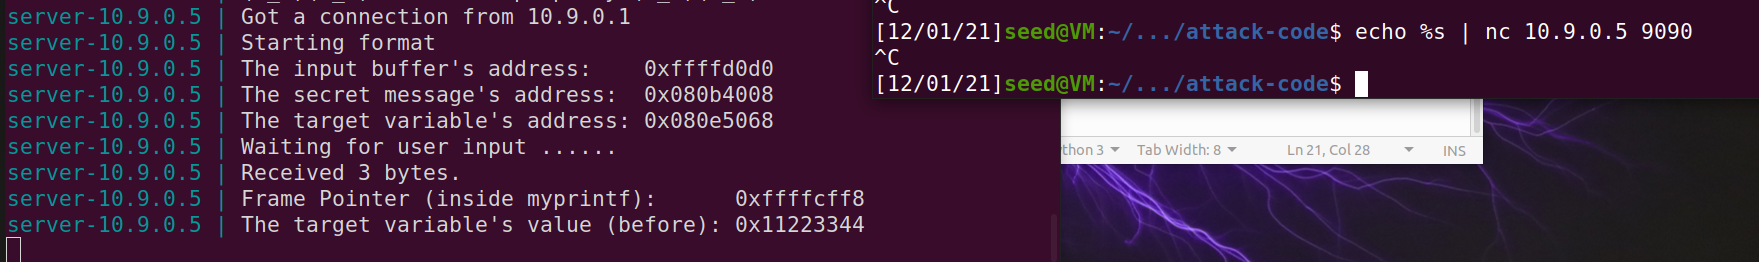 server-10.9.0.5 | Got a connection from 10.9.0.1
server-10.9.0.5 | Starting format
server-10.9.0.5 | The input buffer's address:    0xffffd0d0
server-10.9.0.5 | The secret message's address:  0x080b4008
server-10.9.0.5 | The target variable's address: 0x080e5068
server-10.9.0.5 | Waiting for user input ......
server-10.9.0.5 | Received 3 bytes.
server-10.9.0.5 | Frame Pointer (inside myprintf):      0xffffcff8
server-10.9.0.5 | The target variable's value (before): 0x11223344
^C
[12/01/21]seed@VM:~/.../attack-code$ echo %s | nc 10.9.0.5 9090
^C
[12/01/21]seed@VM:~/.../attack-code$
thon 3 Tab Width: 8 Ln 21, Col 28 INS